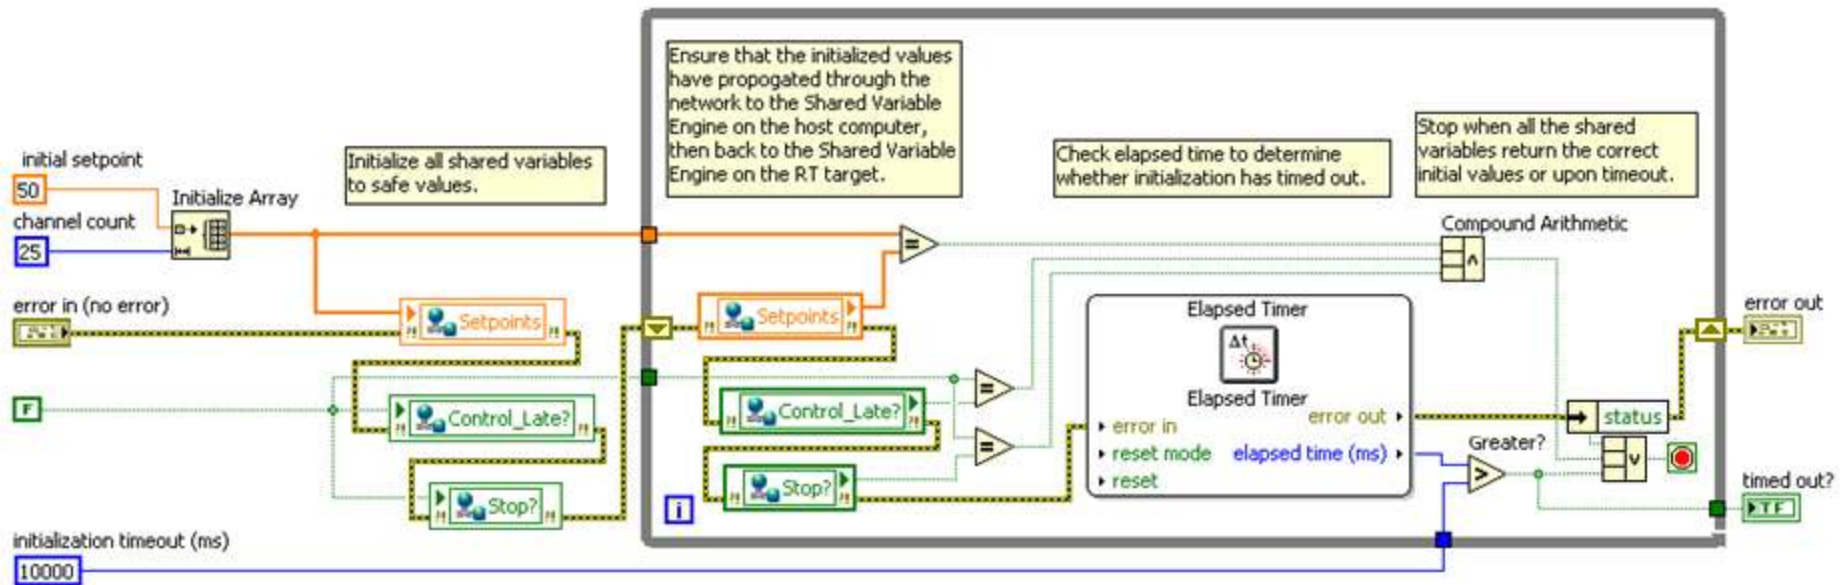 Ensure that the initialized values
have propogated through the
network to the Shared Variable
Engine on the host computer,
then back to the Shared Variable
Engine on the RT target.
Stop when all the shared
variables return the correct
initial values or upon timeout.
Check elapsed time to determine
whether initialization has timed out.
Initialize all shared variables
to safe values.
initial setpoint
50
Initialize Array
channel count
25
Compound Arithmetic
error in (no error)
Setpoints
Setpoints
Elapsed Timer
Δt
Elapsed Timer
error in
error out
reset mode
elapsed time (ms)
reset
error out
F
Control_Late?
Control_Late?
status
Greater?
Stop?
Stop?
i
timed out?
TF
initialization timeout (ms)
10000